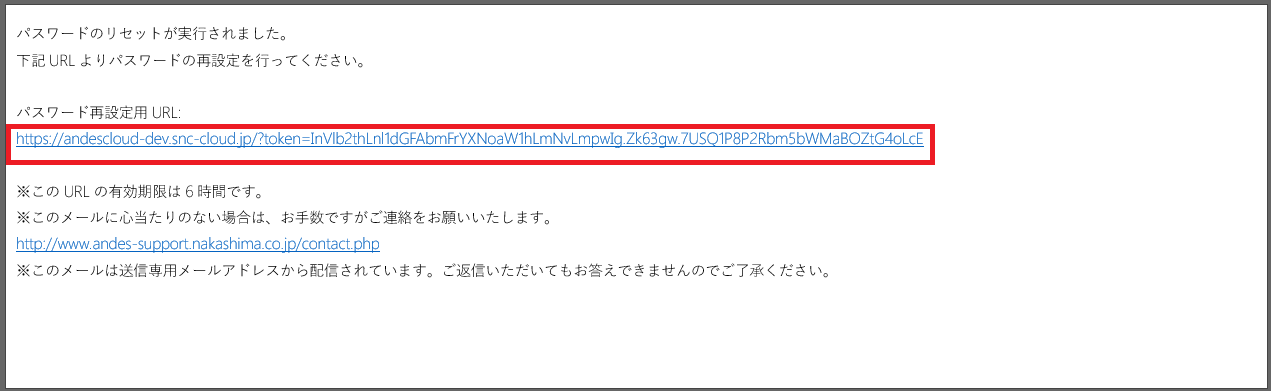 パスワードのリセットが実行されました。
下記 URL よりパスワードの再設定を行ってください。
パスワード再設定用 URL:
https://andescloud-dev.snc-cloud.jp/?token=InVlb2thLnl1dGFAbmFrYXNoaW1hLmNvLmpwIg.Zk63gw.7USQ1P8P2Rbm5bWMaBOZtG4oLcE
※この URL の有効期限は 6 時間です。
※このメールに心当たりのない場合は、お手数ですがご連絡をお願いいたします。
http://www.andes-support.nakashima.co.jp/contact.php
※このメールは送信専用メールアドレスから配信されています。ご返信いただいてもお答えできませんのでご了承ください。